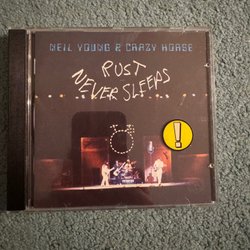 NEIL YOUNG & CRAZY HORSE
RUST
NEVER SLEEPS
!